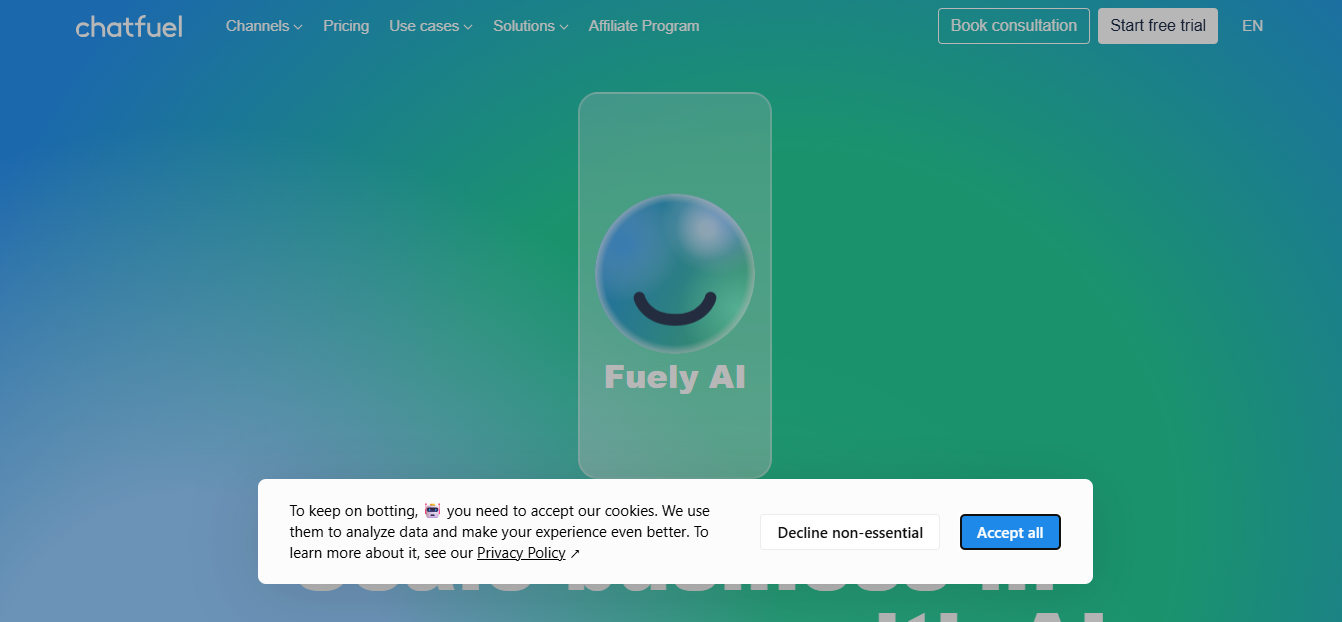 chatfuel
Channels
Pricing
Use cases
Solutions
Affiliate Program
Book consultation
Start free trial
EN
Fuely AI
To keep on botting, 🤖 you need to accept our cookies. We use
them to analyze data and make your experience even better. To
learn more about it, see our Privacy Policy ↗
Decline non-essential
Accept all